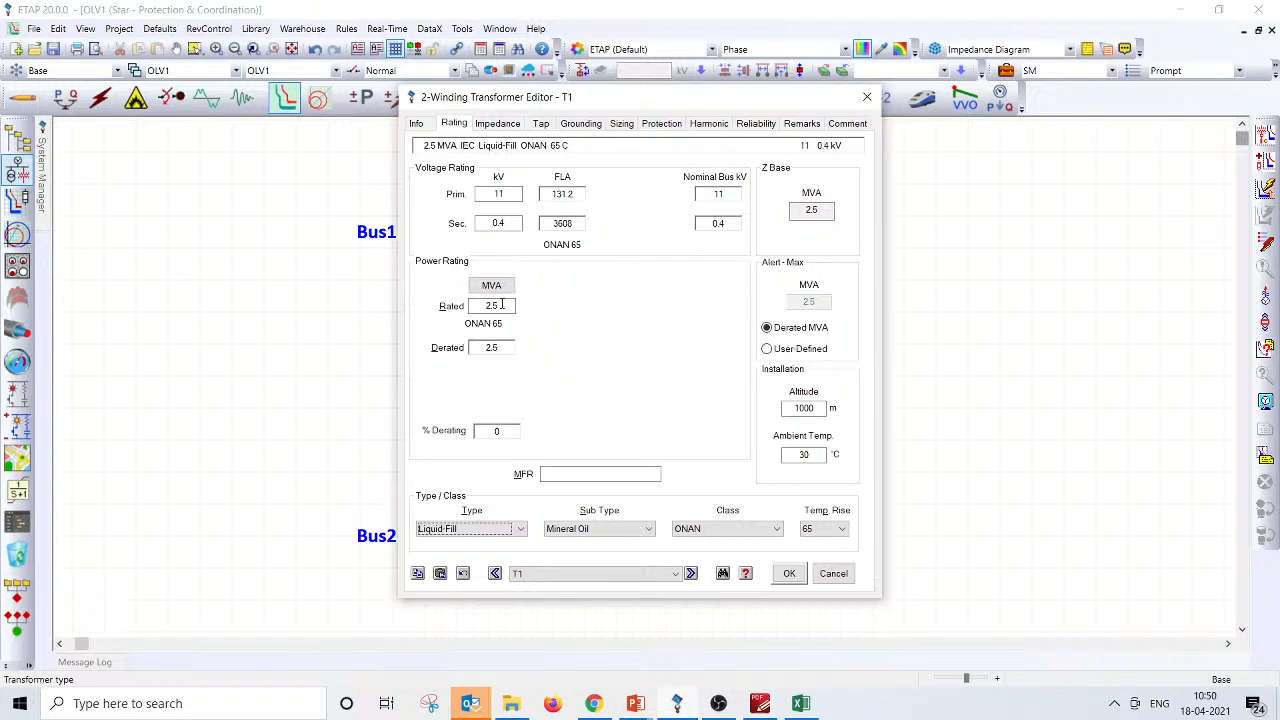 ETAP 20.0.0 - [OLV1 (Star - Protection & Coordination)]
File Edit View Project Defaults RevControl Library Warehouse Rules DataX Tools Window Help
ETAP (Default) Phase Impedance Diagram
Base OLV1 OLV1 Normal kV SM Prompt
2-Winding Transformer Editor - T1
VVO
Info Rating Impedance Tap Grounding Sizing Protection Harmonic Reliability Remarks Comment
2.5 MVA IEC Liquid-Fill ONAN 65 C 11 0.4 kV
System Manager
Voltage Rating
kV FLA Nominal Bus kV
Prim. 11 131.2 11
Sec. 0.4 3608 0.4
ONAN 65
Z Base
MVA
2.5
Bus1
Power Rating
MVA
Rated 2.5
ONAN 65
Derated 2.5
% Derating 0
Alert - Max
MVA
2.5
Derated MVA
User-Defined
Installation
Altitude
1000 m
Ambient Temp.
30 °C
MFR
Type / Class
Type Sub Type Class Temp. Rise
Liquid-Fill Mineral Oil ONAN 65
Bus2
T1 OK Cancel
Message Log
Transformer type Base
Type here to search
ENG
10:50
18-04-2021
24